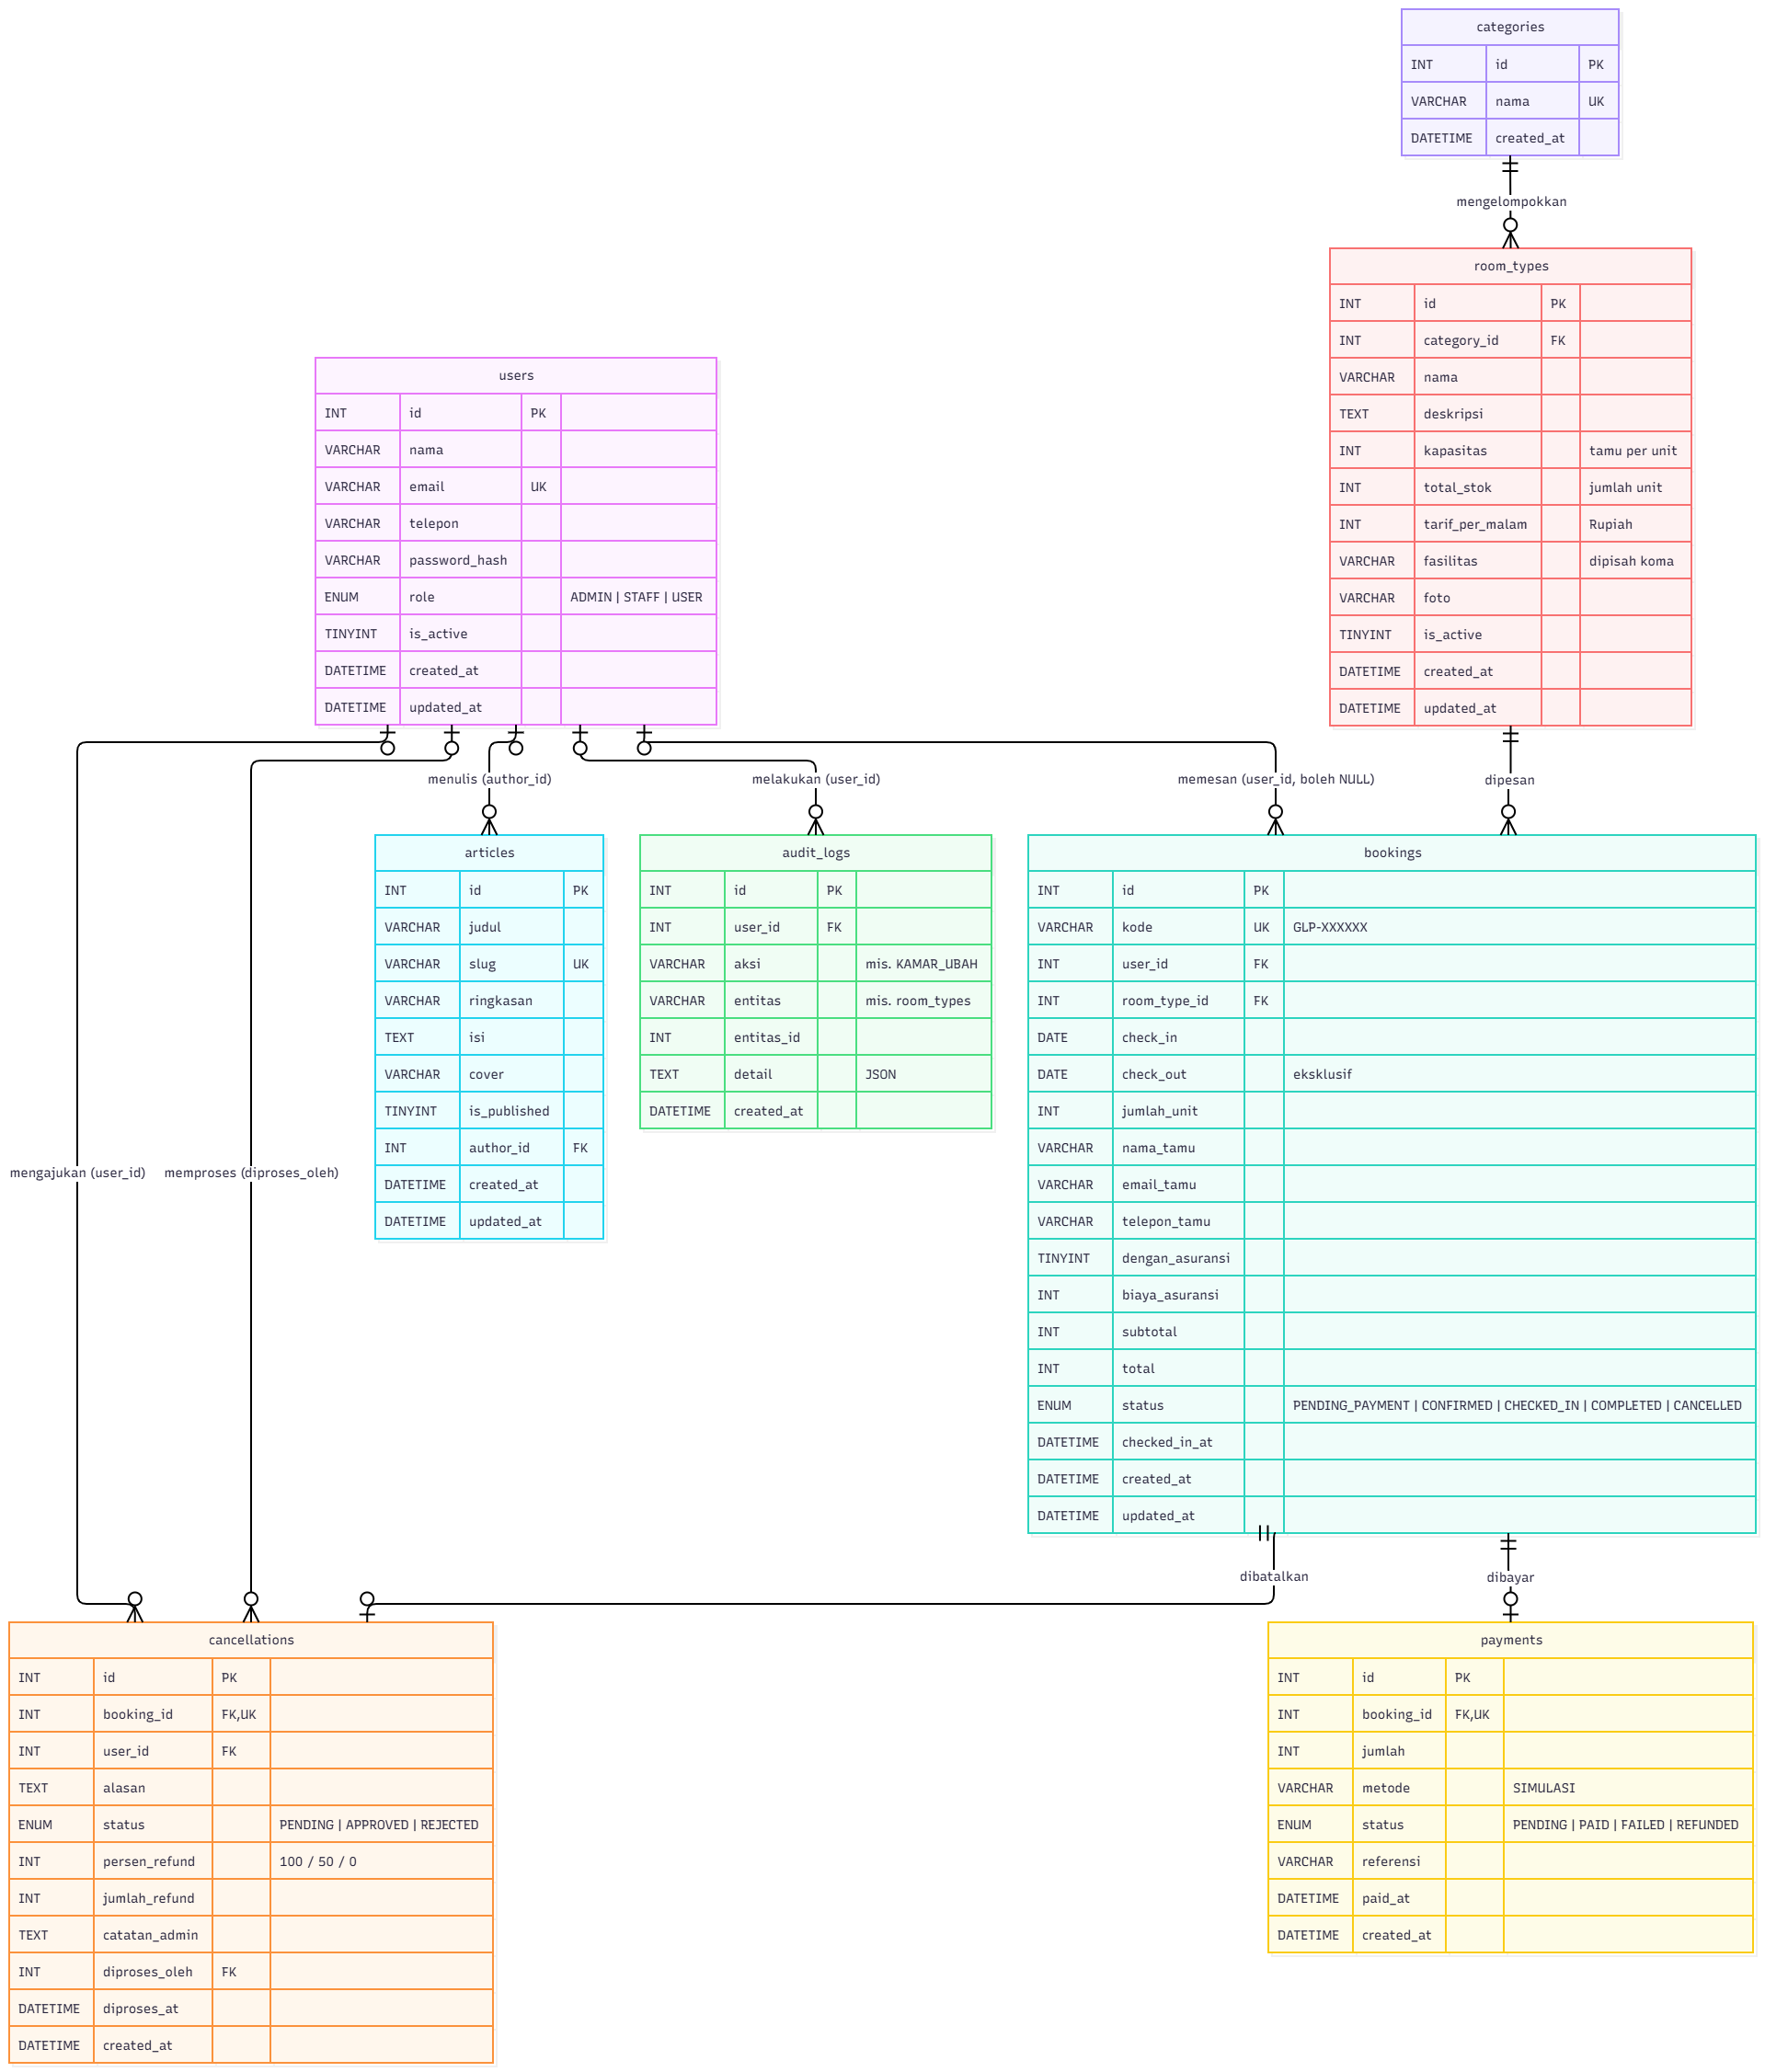 categories
INT id PK
VARCHAR nama UK
DATETIME created_at
mengelompokkan
room_types
INT id PK
INT category_id FK
VARCHAR nama
TEXT deskripsi
INT kapasitas tamu per unit
INT total_stok jumlah unit
INT tarif_per_malam Rupiah
VARCHAR fasilitas dipisah koma
VARCHAR foto
TINYINT is_active
DATETIME created_at
DATETIME updated_at
users
INT id PK
VARCHAR nama
VARCHAR email UK
VARCHAR telepon
VARCHAR password_hash
ENUM role ADMIN | STAFF | USER
TINYINT is_active
DATETIME created_at
DATETIME updated_at
menulis (author_id)
melakukan (user_id)
memesan (user_id, boleh NULL)
dipesan
articles
INT id PK
VARCHAR judul
VARCHAR slug UK
VARCHAR ringkasan
TEXT isi
VARCHAR cover
TINYINT is_published
INT author_id FK
DATETIME created_at
DATETIME updated_at
audit_logs
INT id PK
INT user_id FK
VARCHAR aksi mis. KAMAR_UBAH
VARCHAR entitas mis. room_types
INT entitas_id
TEXT detail JSON
DATETIME created_at
bookings
INT id PK
VARCHAR kode UK GLP-XXXXXX
INT user_id FK
INT room_type_id FK
DATE check_in
DATE check_out eksklusif
INT jumlah_unit
VARCHAR nama_tamu
VARCHAR email_tamu
VARCHAR telepon_tamu
TINYINT dengan_asuransi
INT biaya_asuransi
INT subtotal
INT total
ENUM status PENDING_PAYMENT | CONFIRMED | CHECKED_IN | COMPLETED | CANCELLED
DATETIME checked_in_at
DATETIME created_at
DATETIME updated_at
mengajukan (user_id)
memproses (diproses_oleh)
dibatalkan
dibayar
cancellations
INT id PK
INT booking_id FK,UK
INT user_id FK
TEXT alasan
ENUM status PENDING | APPROVED | REJECTED
INT persen_refund 100 / 50 / 0
INT jumlah_refund
TEXT catatan_admin
INT diproses_oleh FK
DATETIME diproses_at
DATETIME created_at
payments
INT id PK
INT booking_id FK,UK
INT jumlah
VARCHAR metode SIMULASI
ENUM status PENDING | PAID | FAILED | REFUNDED
VARCHAR referensi
DATETIME paid_at
DATETIME created_at